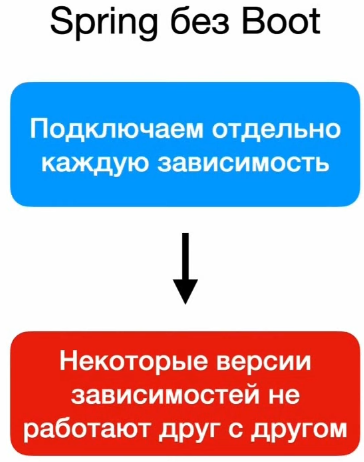 Spring без Boot
Подключаем отдельно
каждую зависимость
Некоторые версии
зависимостей не
работают друг с другом